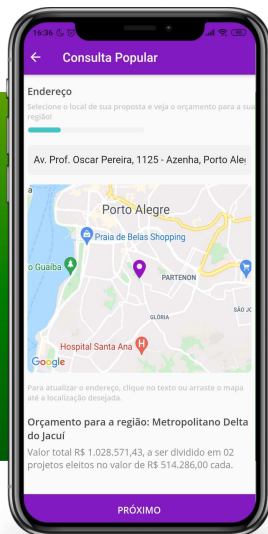 16:36
Consulta Popular
Endereço
Selecione o local de sua proposta e veja o orçamento para a sua
região!
Av. Prof. Oscar Pereira, 1125 - Azenha, Porto Ale
a
Porto Alegre
Praia de Belas Shopping
o Guaíba
PARTENON
GLÓRIA
SÃO JO
Hospital Santa Ana
H
Google
Para atualizar o endereço, clique no texto ou arraste o mapa
até a localização desejada.
Orçamento para a região: Metropolitano Delta
do Jacuí
Valor total R$ 1.028.571,43, a ser dividido em 02
projetos eleitos no valor de R$ 514.286,00 cada.
PRÓXIMO